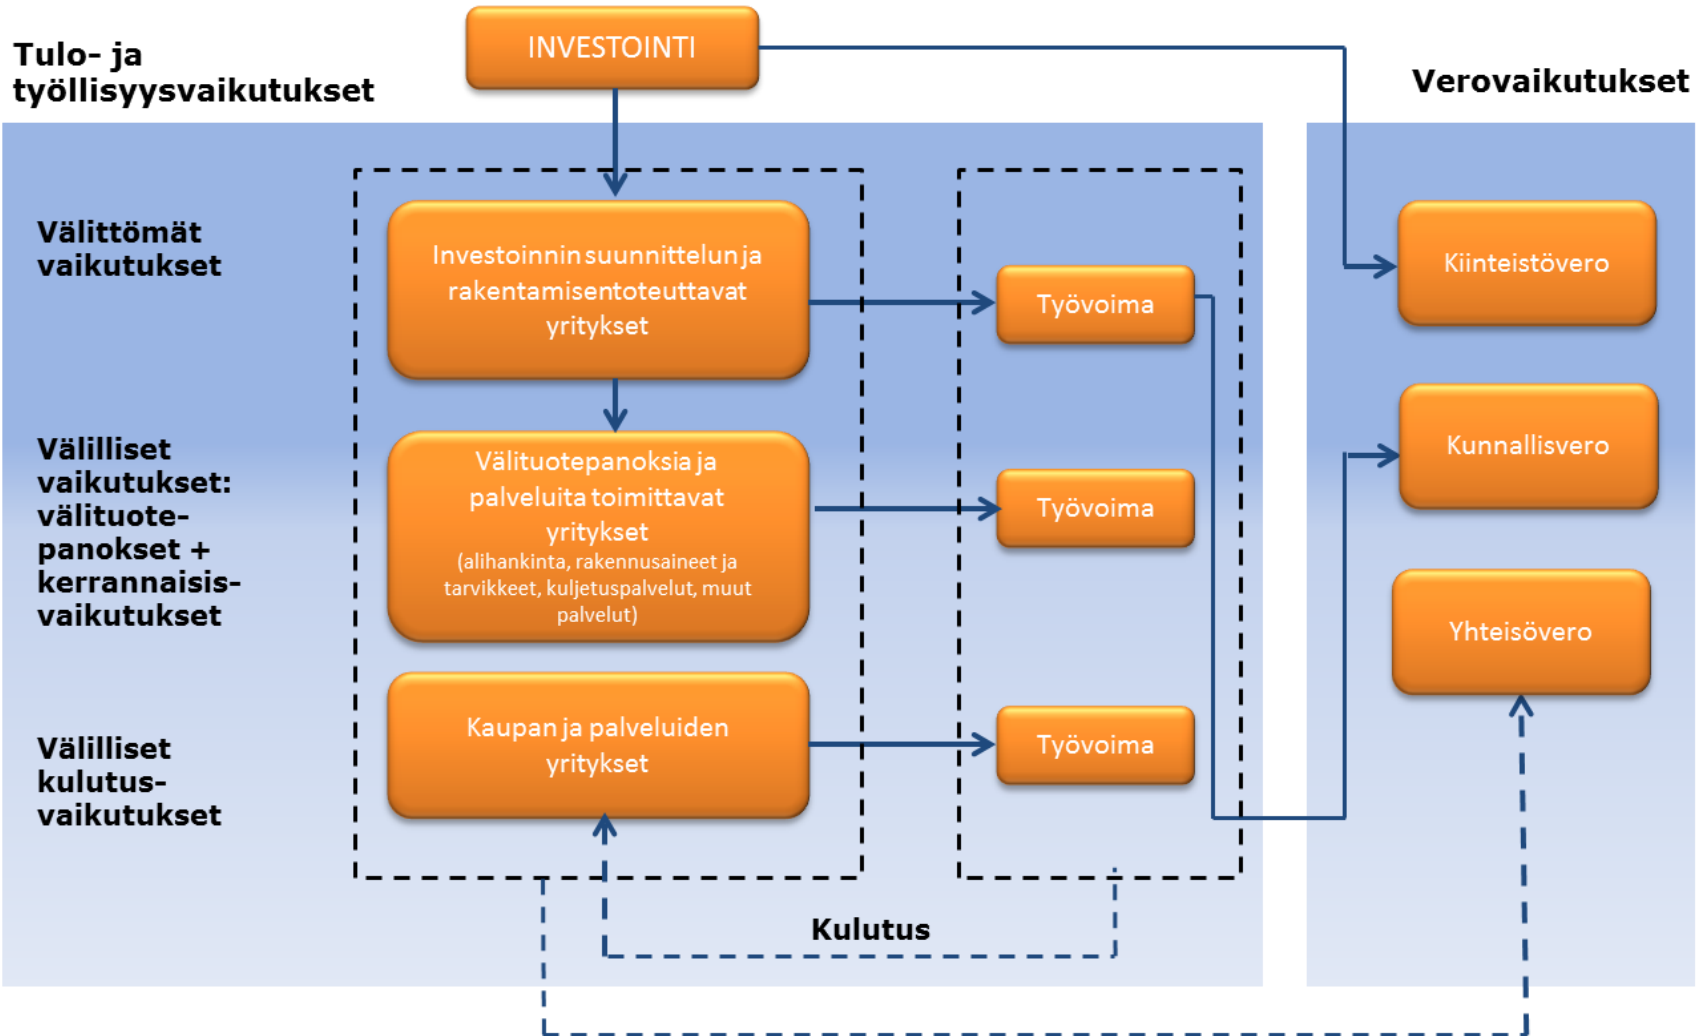 INVESTOINTI
Tulo- ja
työllisyysvaikutukset
Verovaikutukset
Välittömät
vaikutukset
Investoinnin suunnittelun ja
rakentamisentoteuttavat
yritykset
Työvoima
Kiinteistövero
Välilliset
vaikutukset:
välituote-
panokset +
kerrannaisis-
vaikutukset
Välituotepanoksia ja
palveluita toimittavat
yritykset
(alihankinta, rakennusaineet ja
tarvikkeet, kuljetuspalvelut, muut
palvelut)
Työvoima
Kunnallisvero
Yhteisövero
Välilliset
kulutus-
vaikutukset
Kaupan ja palveluiden
yritykset
Työvoima
Kulutus